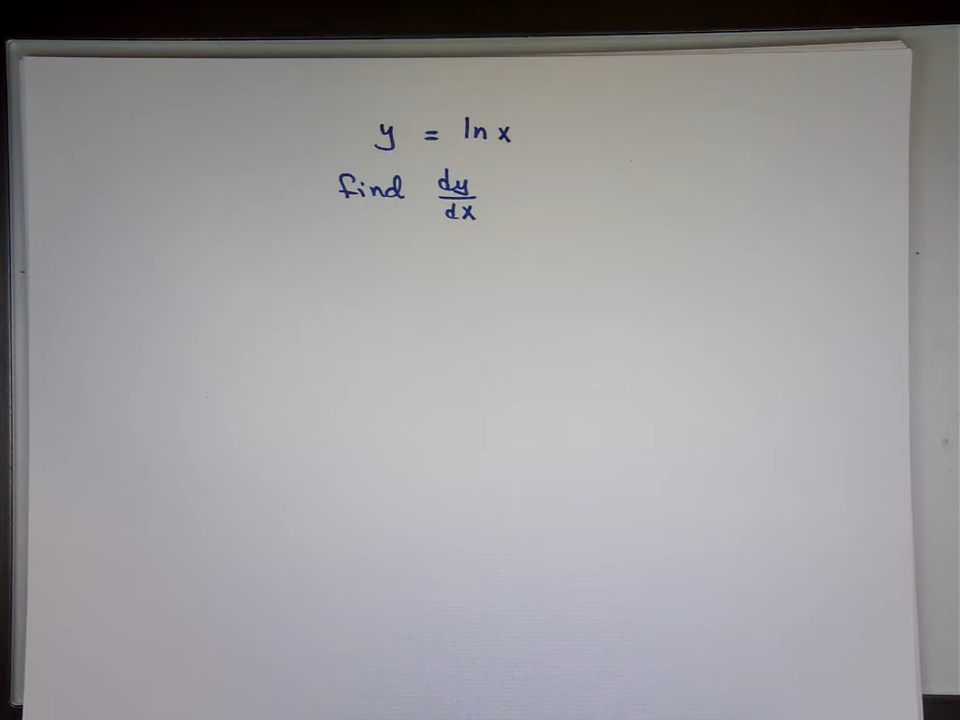 y = ln x
find dy/dx